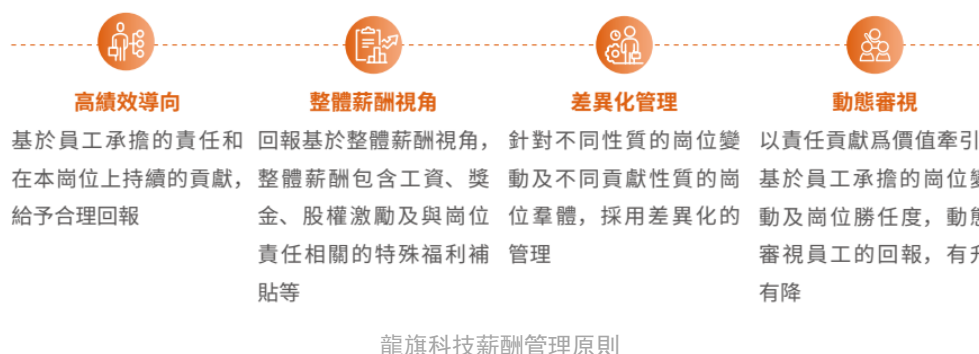 高績效導向
基於員工承擔的責任和
在本崗位上持續的貢獻，
給予合理回報
整體薪酬視角
回報基於整體薪酬視角，
整體薪酬包含工資、獎
金、股權激勵及與崗位
責任相關的特殊福利補
貼等
差異化管理
針對不同性質的崗位變
動及不同貢獻性質的崗
位羣體，採用差異化的
管理
動態審視
以責任貢獻爲價值牽引
基於員工承擔的崗位變
動及崗位勝任度，動態
審視員工的回報，有升
有降
龍旗科技薪酬管理原則